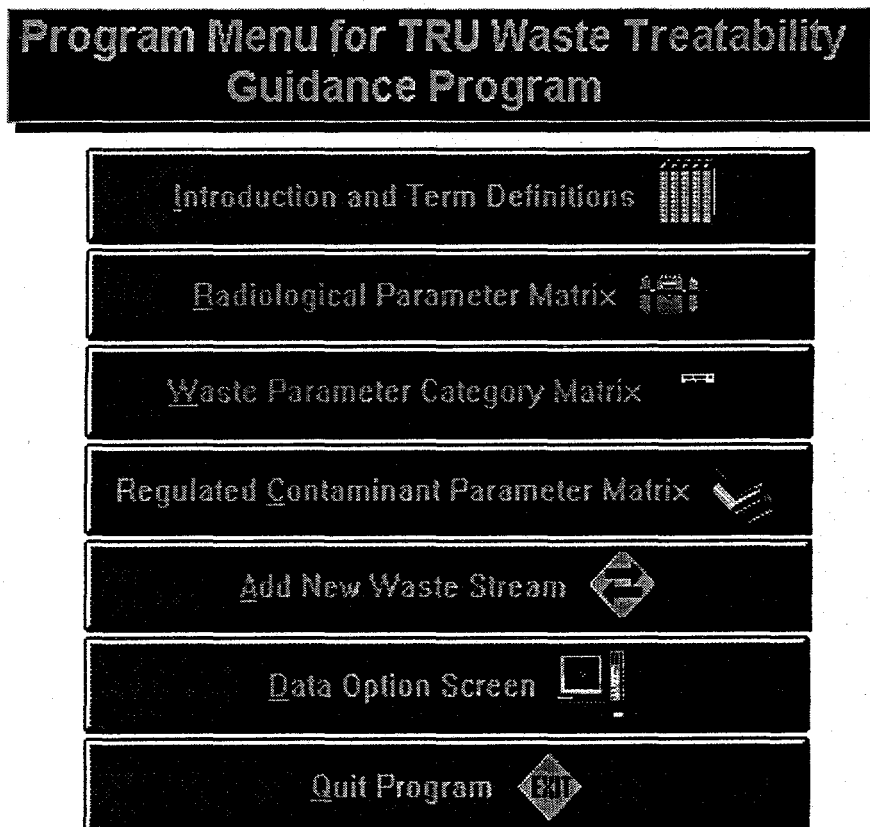 Program Menu for TRU Waste Treatability
Guidance Program
Introduction and Term Definitions
Radiological Parameter Matrix
Waste Parameter Category Matrix
Regulated Contaminant Parameter Matrix
Add New Waste Stream
Data Option Screen
Quit Program EXIT